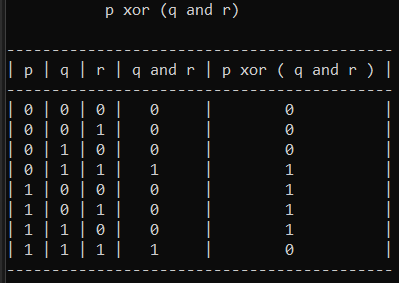 p xor (q and r)
-------------------------------------------
| p | q | r | q and r | p xor ( q and r ) |
-------------------------------------------
| 0 | 0 | 0 |   0     |        0          |
| 0 | 0 | 1 |   0     |        0          |
| 0 | 1 | 0 |   0     |        0          |
| 0 | 1 | 1 |   1     |        1          |
| 1 | 0 | 0 |   0     |        1          |
| 1 | 0 | 1 |   0     |        1          |
| 1 | 1 | 0 |   0     |        1          |
| 1 | 1 | 1 |   1     |        0          |
-------------------------------------------